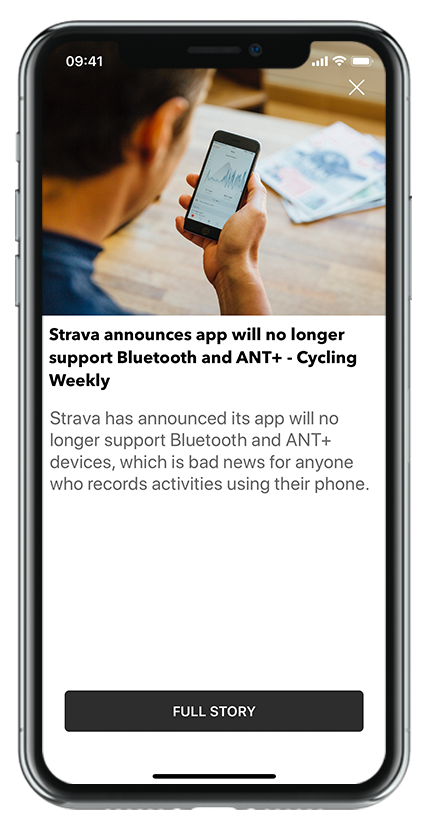 09:41
Strava announces app will no longer
support Bluetooth and ANT+ - Cycling
Weekly
Strava has announced its app will no
longer support Bluetooth and ANT+
devices, which is bad news for anyone
who records activities using their phone.
FULL STORY